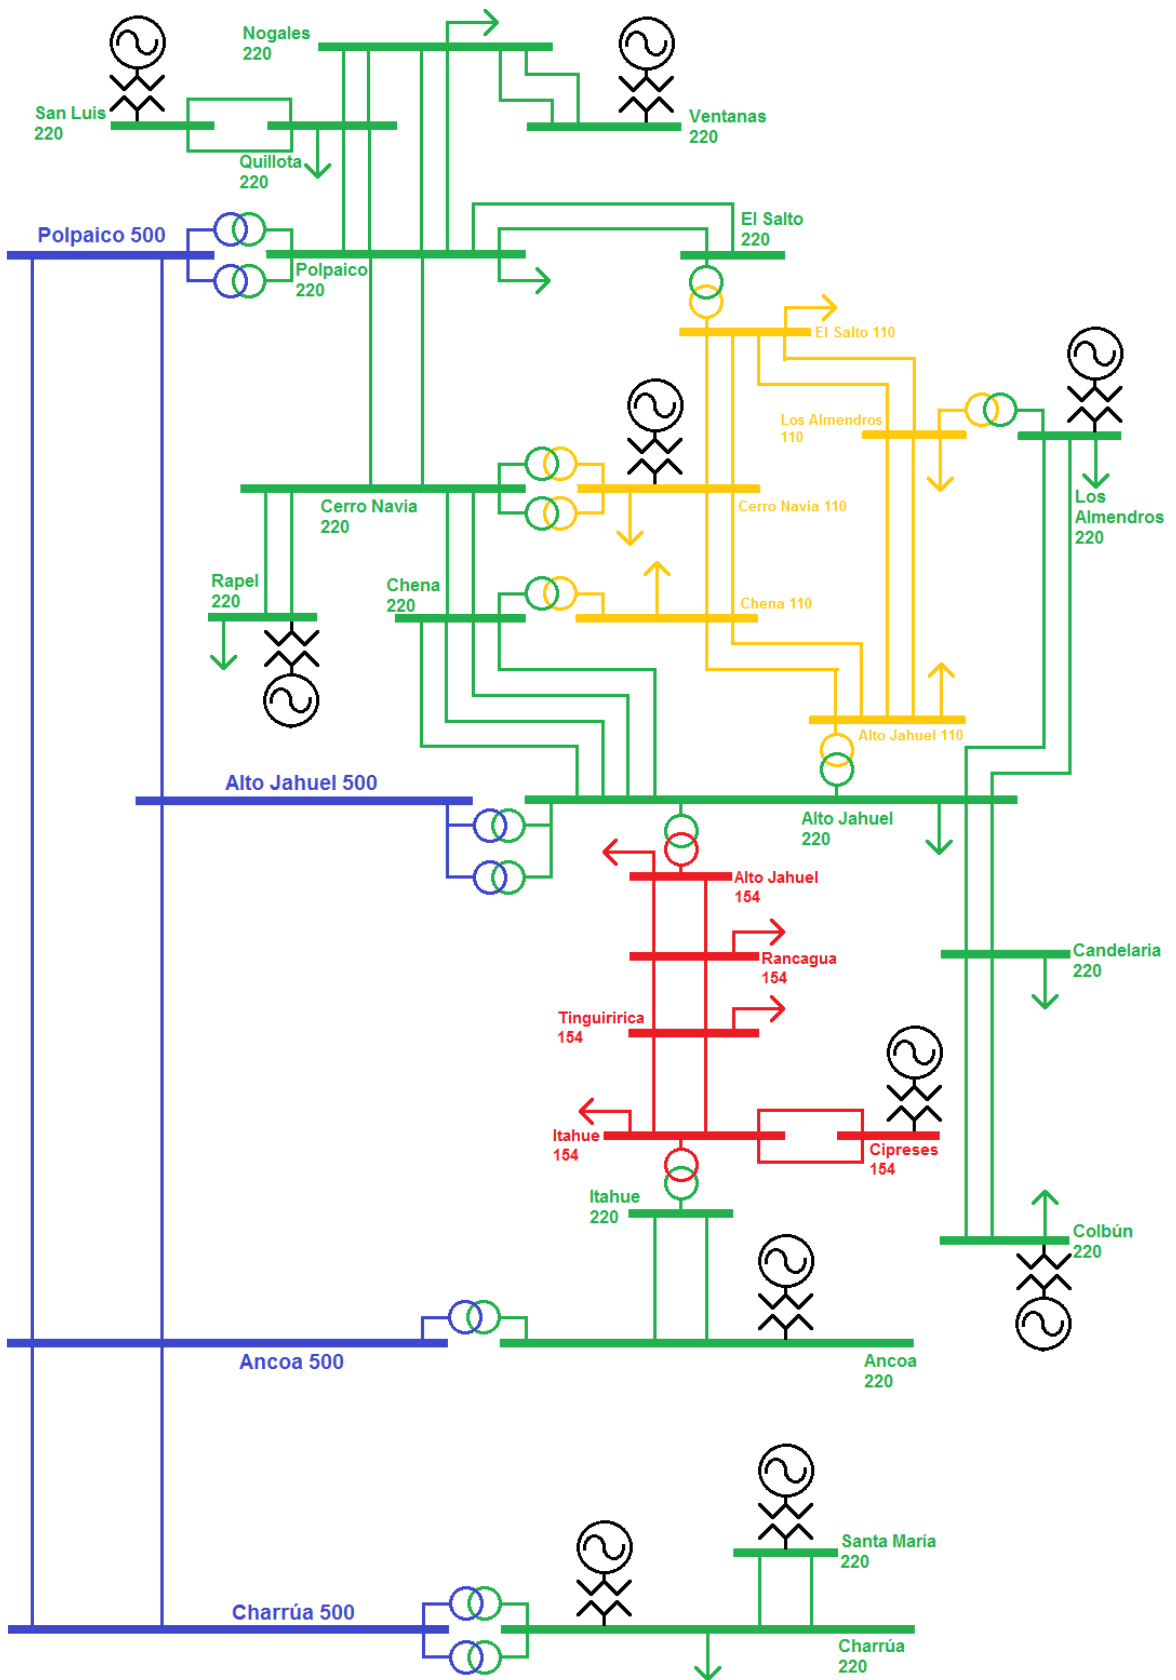 Nogales
220
San Luis
220
Ventanas
220
Quillota
220
El Salto
220
Polpaico 500
Polpaico
220
El Salto 110
Los Almendros
110
Los
Almendros
220
Cerro Navia
220
Cerro Navia 110
Rapel
220
Chena
220
Chena 110
Alto Jahuel 110
Alto Jahuel 500
Alto Jahuel
220
Alto Jahuel
154
Rancagua
154
Candelaria
220
Tinguiririca
154
Itahue
154
Cipreses
154
Itahue
220
Colbún
220
Ancoa 500
Ancoa
220
Santa María
220
Charrúa 500
Charrúa
220